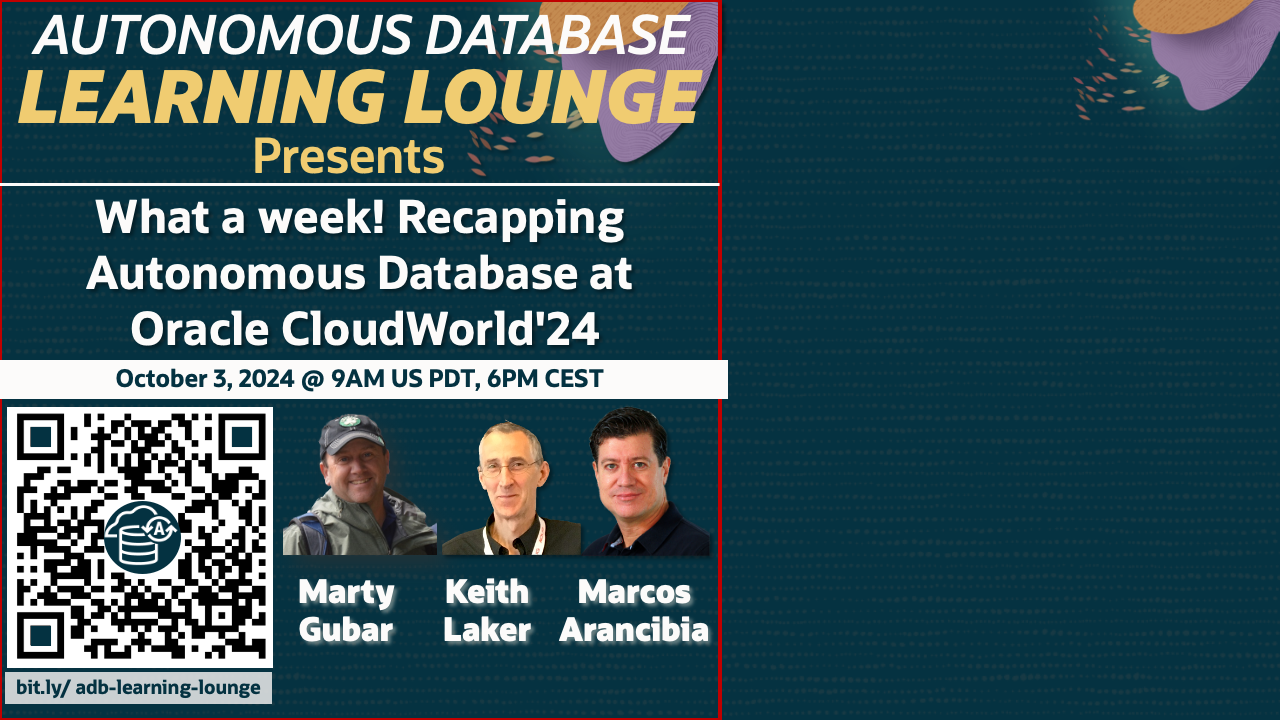 AUTONOMOUS DATABASE
LEARNING LOUNGE
Presents
What a week! Recapping
Autonomous Database at
Oracle CloudWorld'24
October 3, 2024 @ 9AM US PDT, 6PM CEST
A
bit.ly/ adb-learning-lounge
Marty
Gubar
Keith
Laker
Marcos
Arancibia